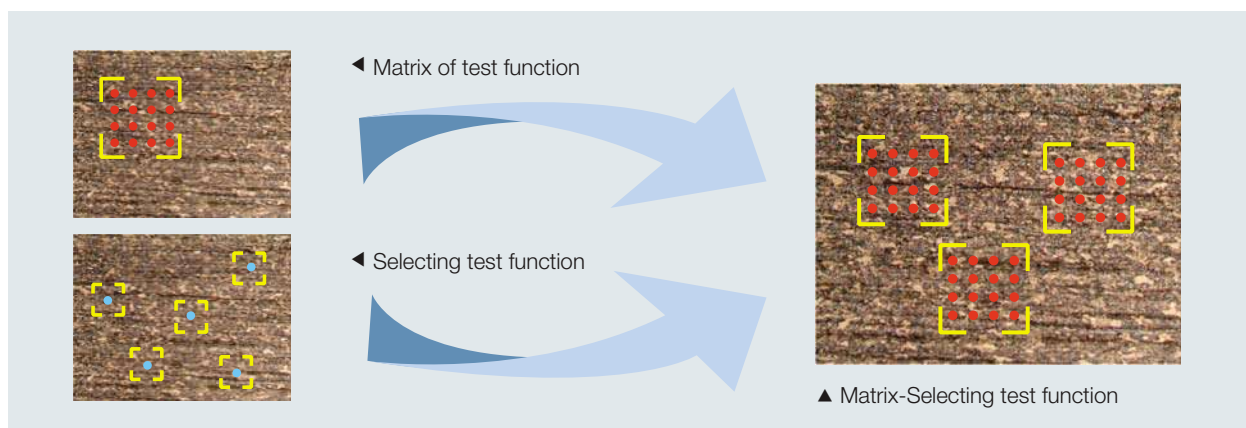 ◄ Matrix of test function
◄ Selecting test function
▲ Matrix-Selecting test function